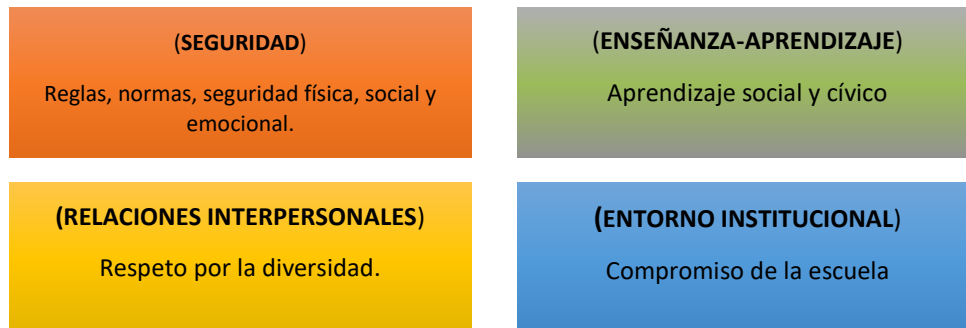 (SEGURIDAD)
Reglas, normas, seguridad física, social y
emocional.
(ENSEÑANZA-APRENDIZAJE)
Aprendizaje social y cívico
(RELACIONES INTERPERSONALES)
Respeto por la diversidad.
(ENTORNO INSTITUCIONAL)
Compromiso de la escuela